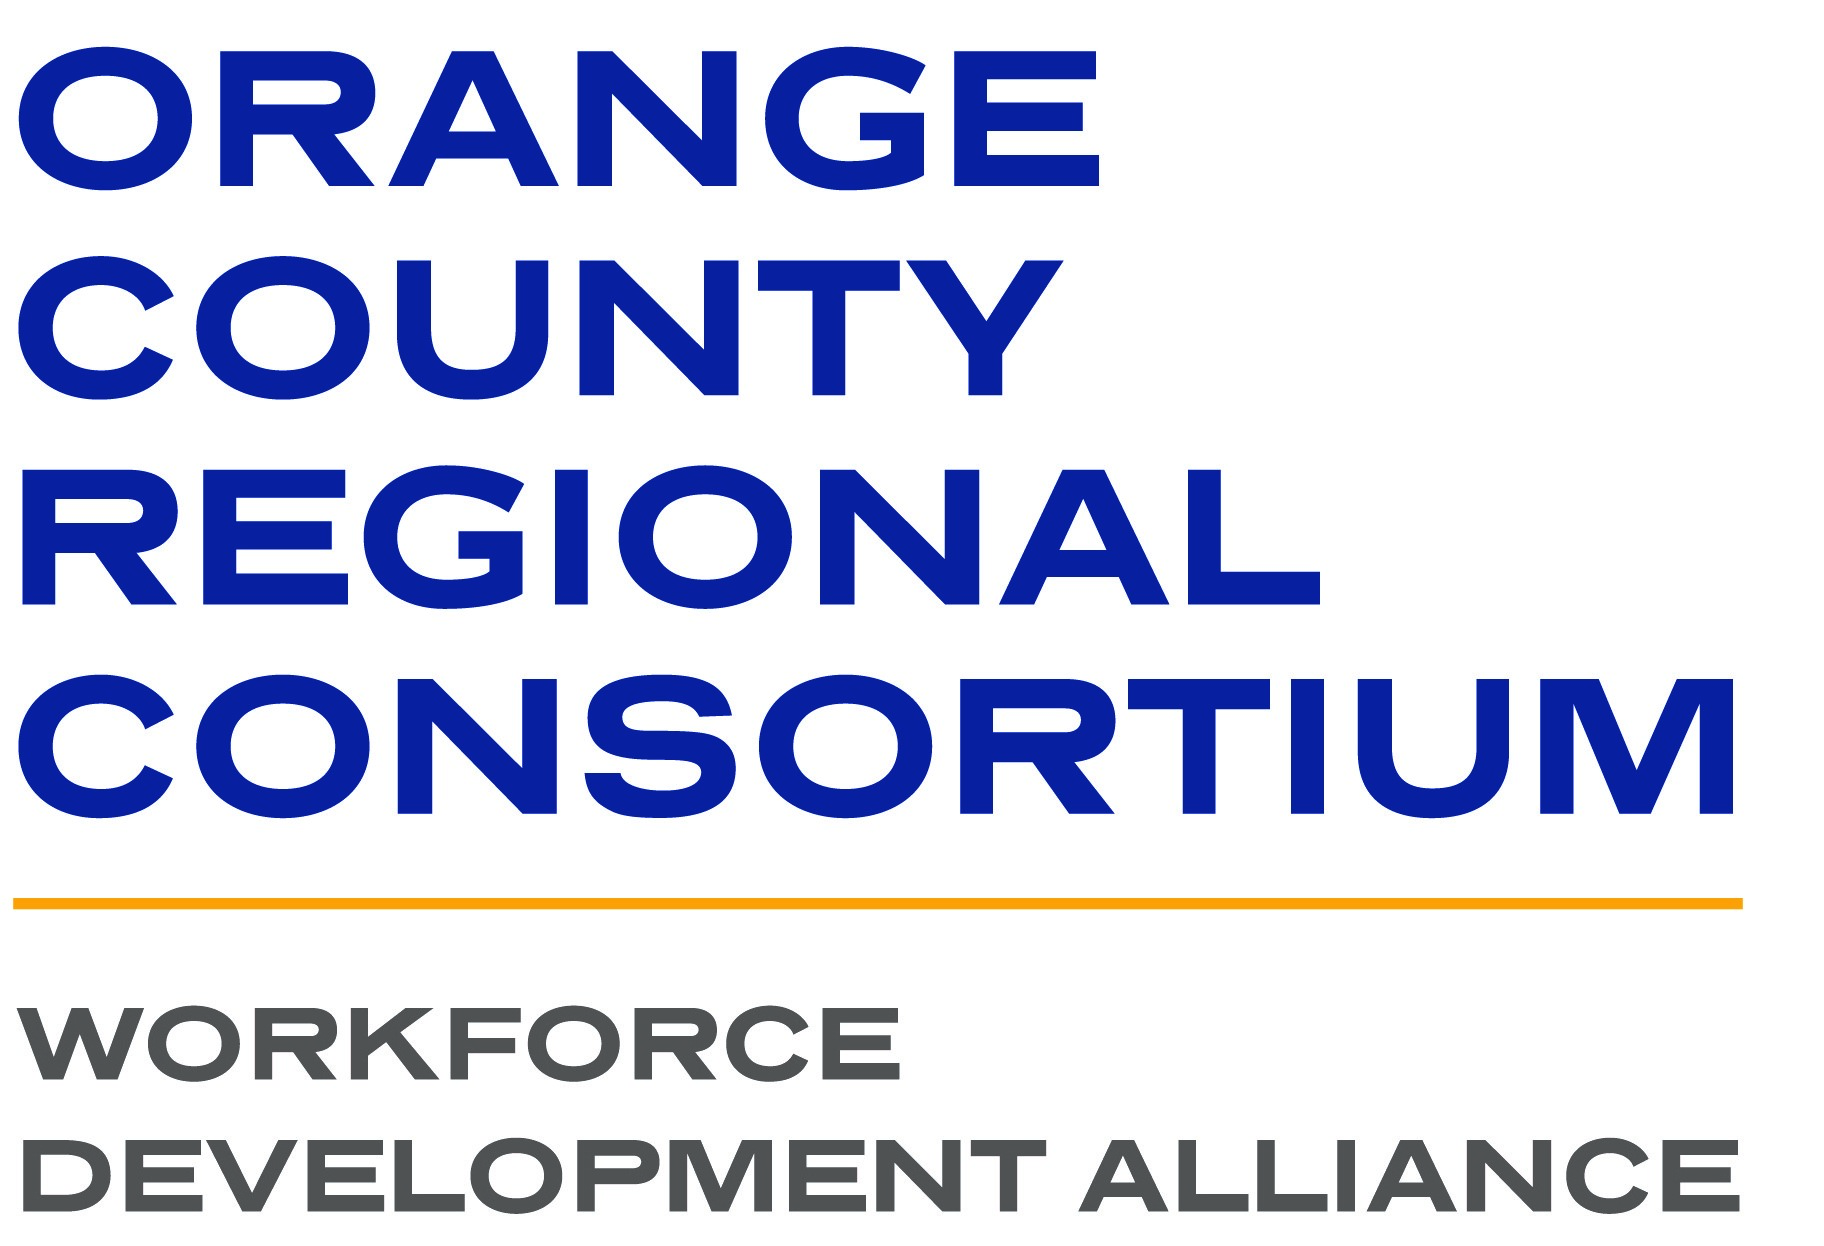 ORANGE
COUNTY
REGIONAL
CONSORTIUM
WORKFORCE
DEVELOPMENT ALLIANCE